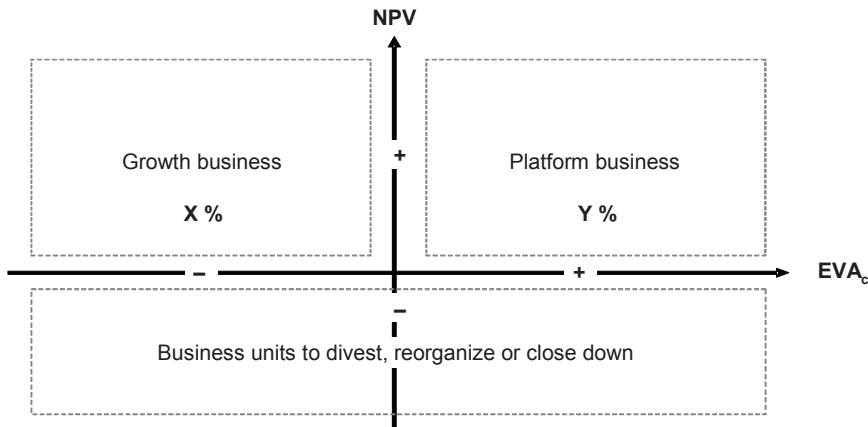 NPV
Growth business
+
Platform business
X %
Y %
–
+
EVAc
–
Business units to divest, reorganize or close down